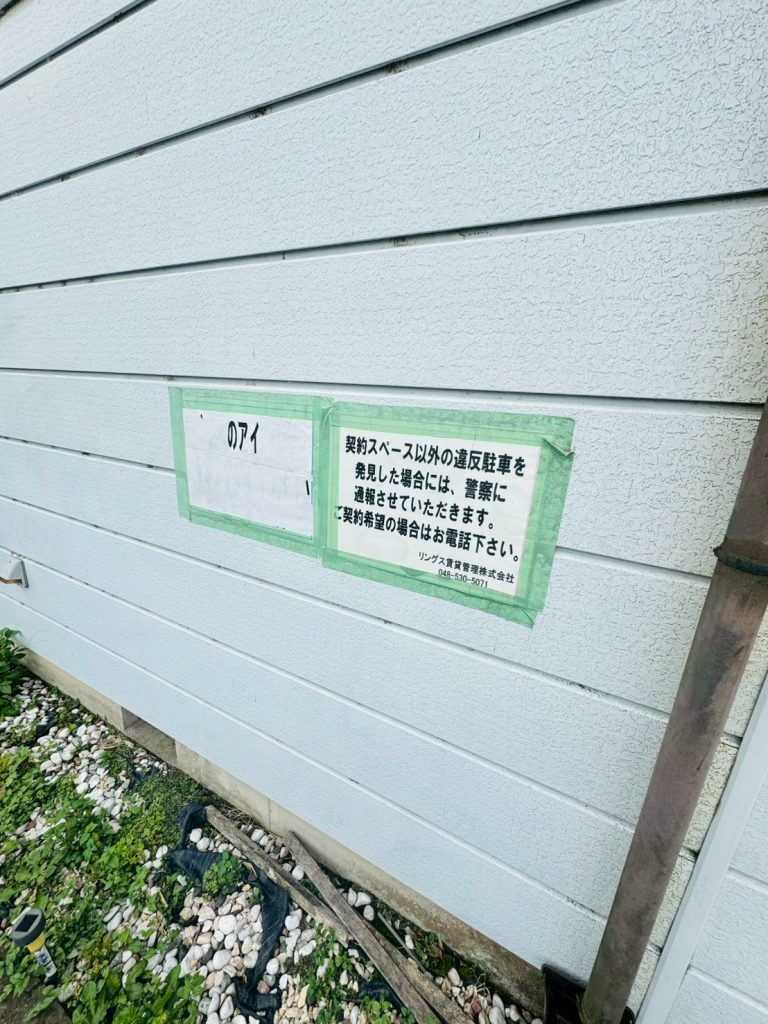 のアイ
契約スペース以外の違反駐車を
発見した場合には、警察に
通報させていただきます。
ご契約希望の場合はお電話下さい。
リングス賃貸管理株式会社
048-530-5071